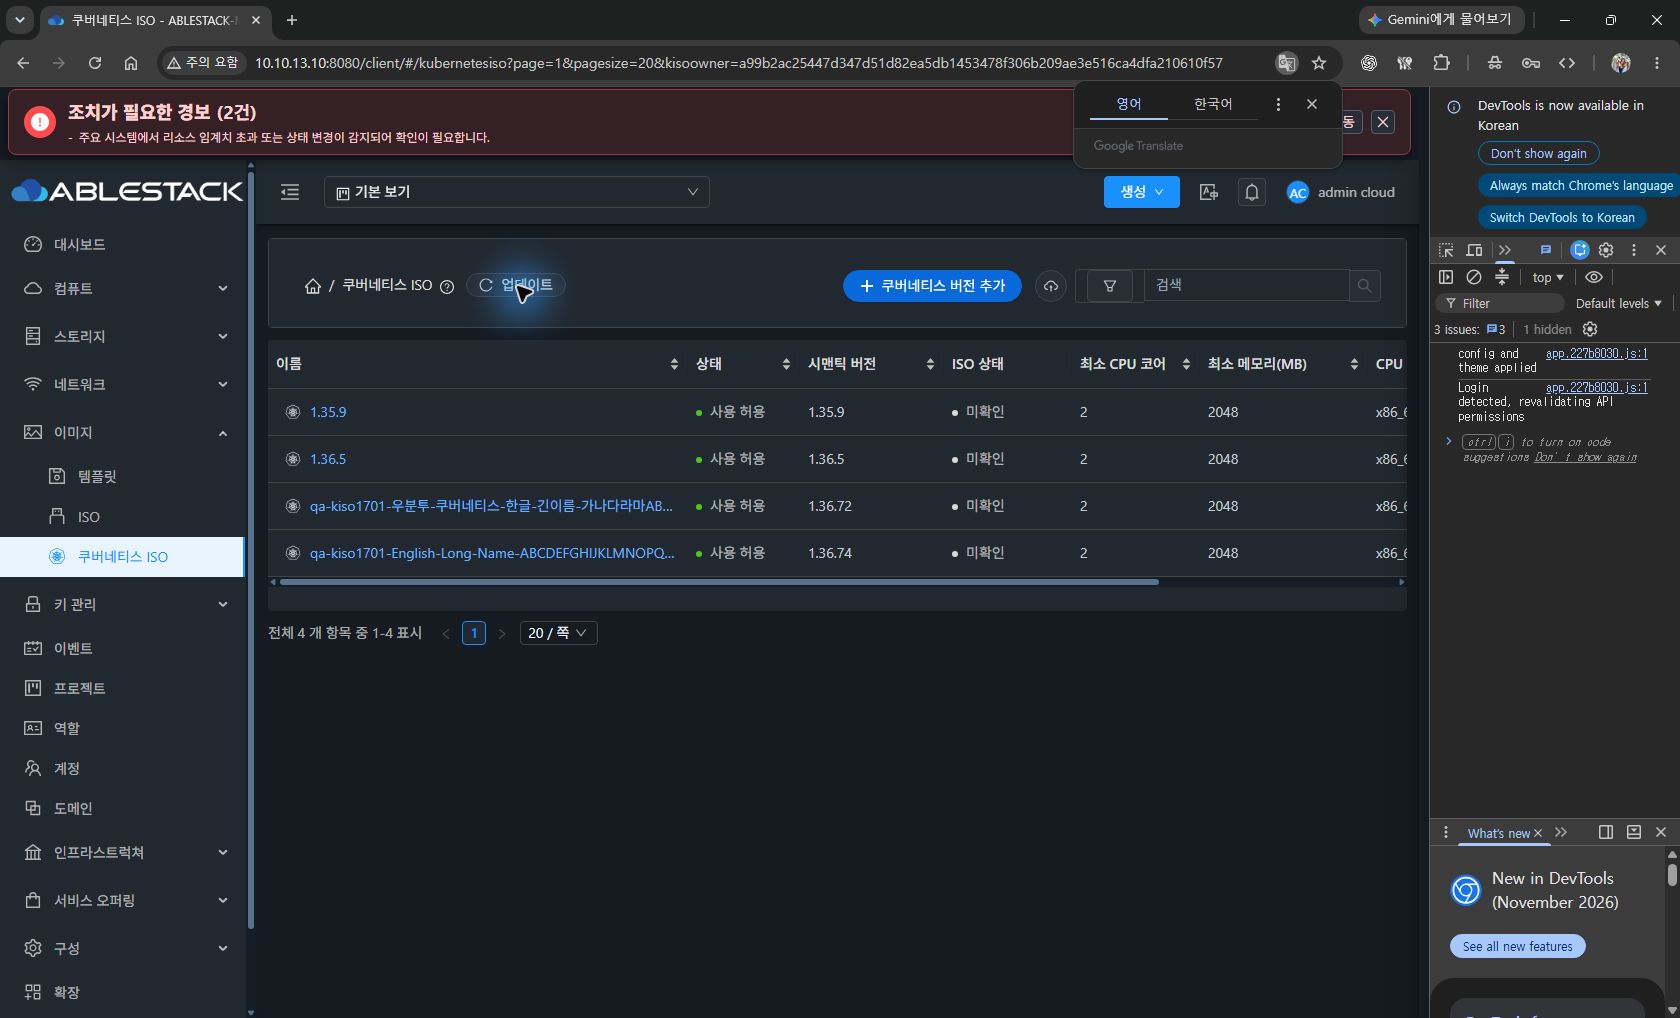 쿠버네티스 ISO - ABLESTACK-
Gemini에게 물어보기
주의 요함
10.10.13.10:8080/client/#/kubernetesiso?page=1&pagesize=20&kisoowner=a99b2ac25447d347d51d82ea5db1453478f306b209ae3e516ca4dfa210610f57
조치가 필요한 경보 (2건)
- 주요 시스템에서 리소스 임계치 초과 또는 상태 변경이 감지되어 확인이 필요합니다.
동
영어
한국어
Google Translate
DevTools is now available in
Korean
Don't show again
Always match Chrome's language
Switch DevTools to Korean
ABLESTACK
기본 보기
생성
AC
admin cloud
대시보드
컴퓨트
스토리지
네트워크
이미지
템플릿
ISO
쿠버네티스 ISO
키 관리
이벤트
프로젝트
역할
계정
도메인
인프라스트럭쳐
서비스 오퍼링
구성
확장
/ 쿠버네티스 ISO
업데이트
쿠버네티스 버전 추가
검색
이름 상태 시맨틱 버전 ISO 상태 최소 CPU 코어 최소 메모리(MB) CPU
1.35.9 사용 허용 1.35.9 미확인 2 2048 x86_6
1.36.5 사용 허용 1.36.5 미확인 2 2048 x86_6
qa-kiso1701-우분투-쿠버네티스-한글-긴이름-가나다라마AB... 사용 허용 1.36.72 미확인 2 2048 x86_6
qa-kiso1701-English-Long-Name-ABCDEFGHIJKLMNOPQ... 사용 허용 1.36.74 미확인 2 2048 x86_6
전체 4 개 항목 중 1-4 표시
1
20 / 쪽
top
Filter
Default levels
3 issues: 3
1 hidden
config and app.227b8030.js:1
theme applied
Login app.227b8030.js:1
detected, revalidating API
permissions
ctrl i to turn on code
suggestions Don't show again
What's new
New in DevTools
(November 2026)
See all new features